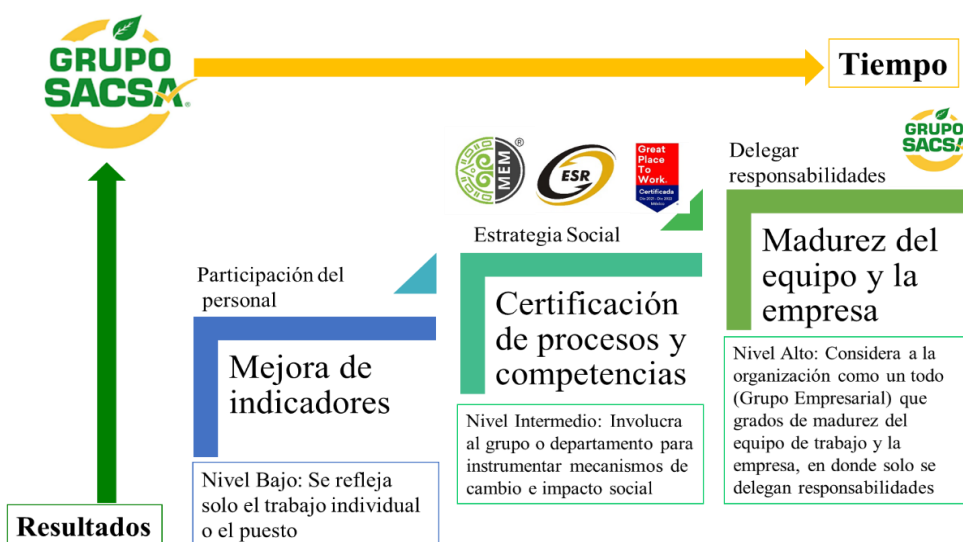 GRUPO
SACSA®
Tiempo
GRUPO
SACSA
MEM®
ESR
Great
Place
To
Work.
Certificada
México
Delegar
responsabilidades
Estrategia Social
Participación del
personal
Madurez del
equipo y la
empresa
Certificación
de procesos y
competencias
Mejora de
indicadores
Nivel Alto: Considera a la
organización como un todo
(Grupo Empresarial) que
grados de madurez del
equipo de trabajo y la
empresa, en donde solo se
delegan responsabilidades
Nivel Intermedio: Involucra
al grupo o departamento para
instrumentar mecanismos de
cambio e impacto social
Nivel Bajo: Se refleja
solo el trabajo individual
o el puesto
Resultados